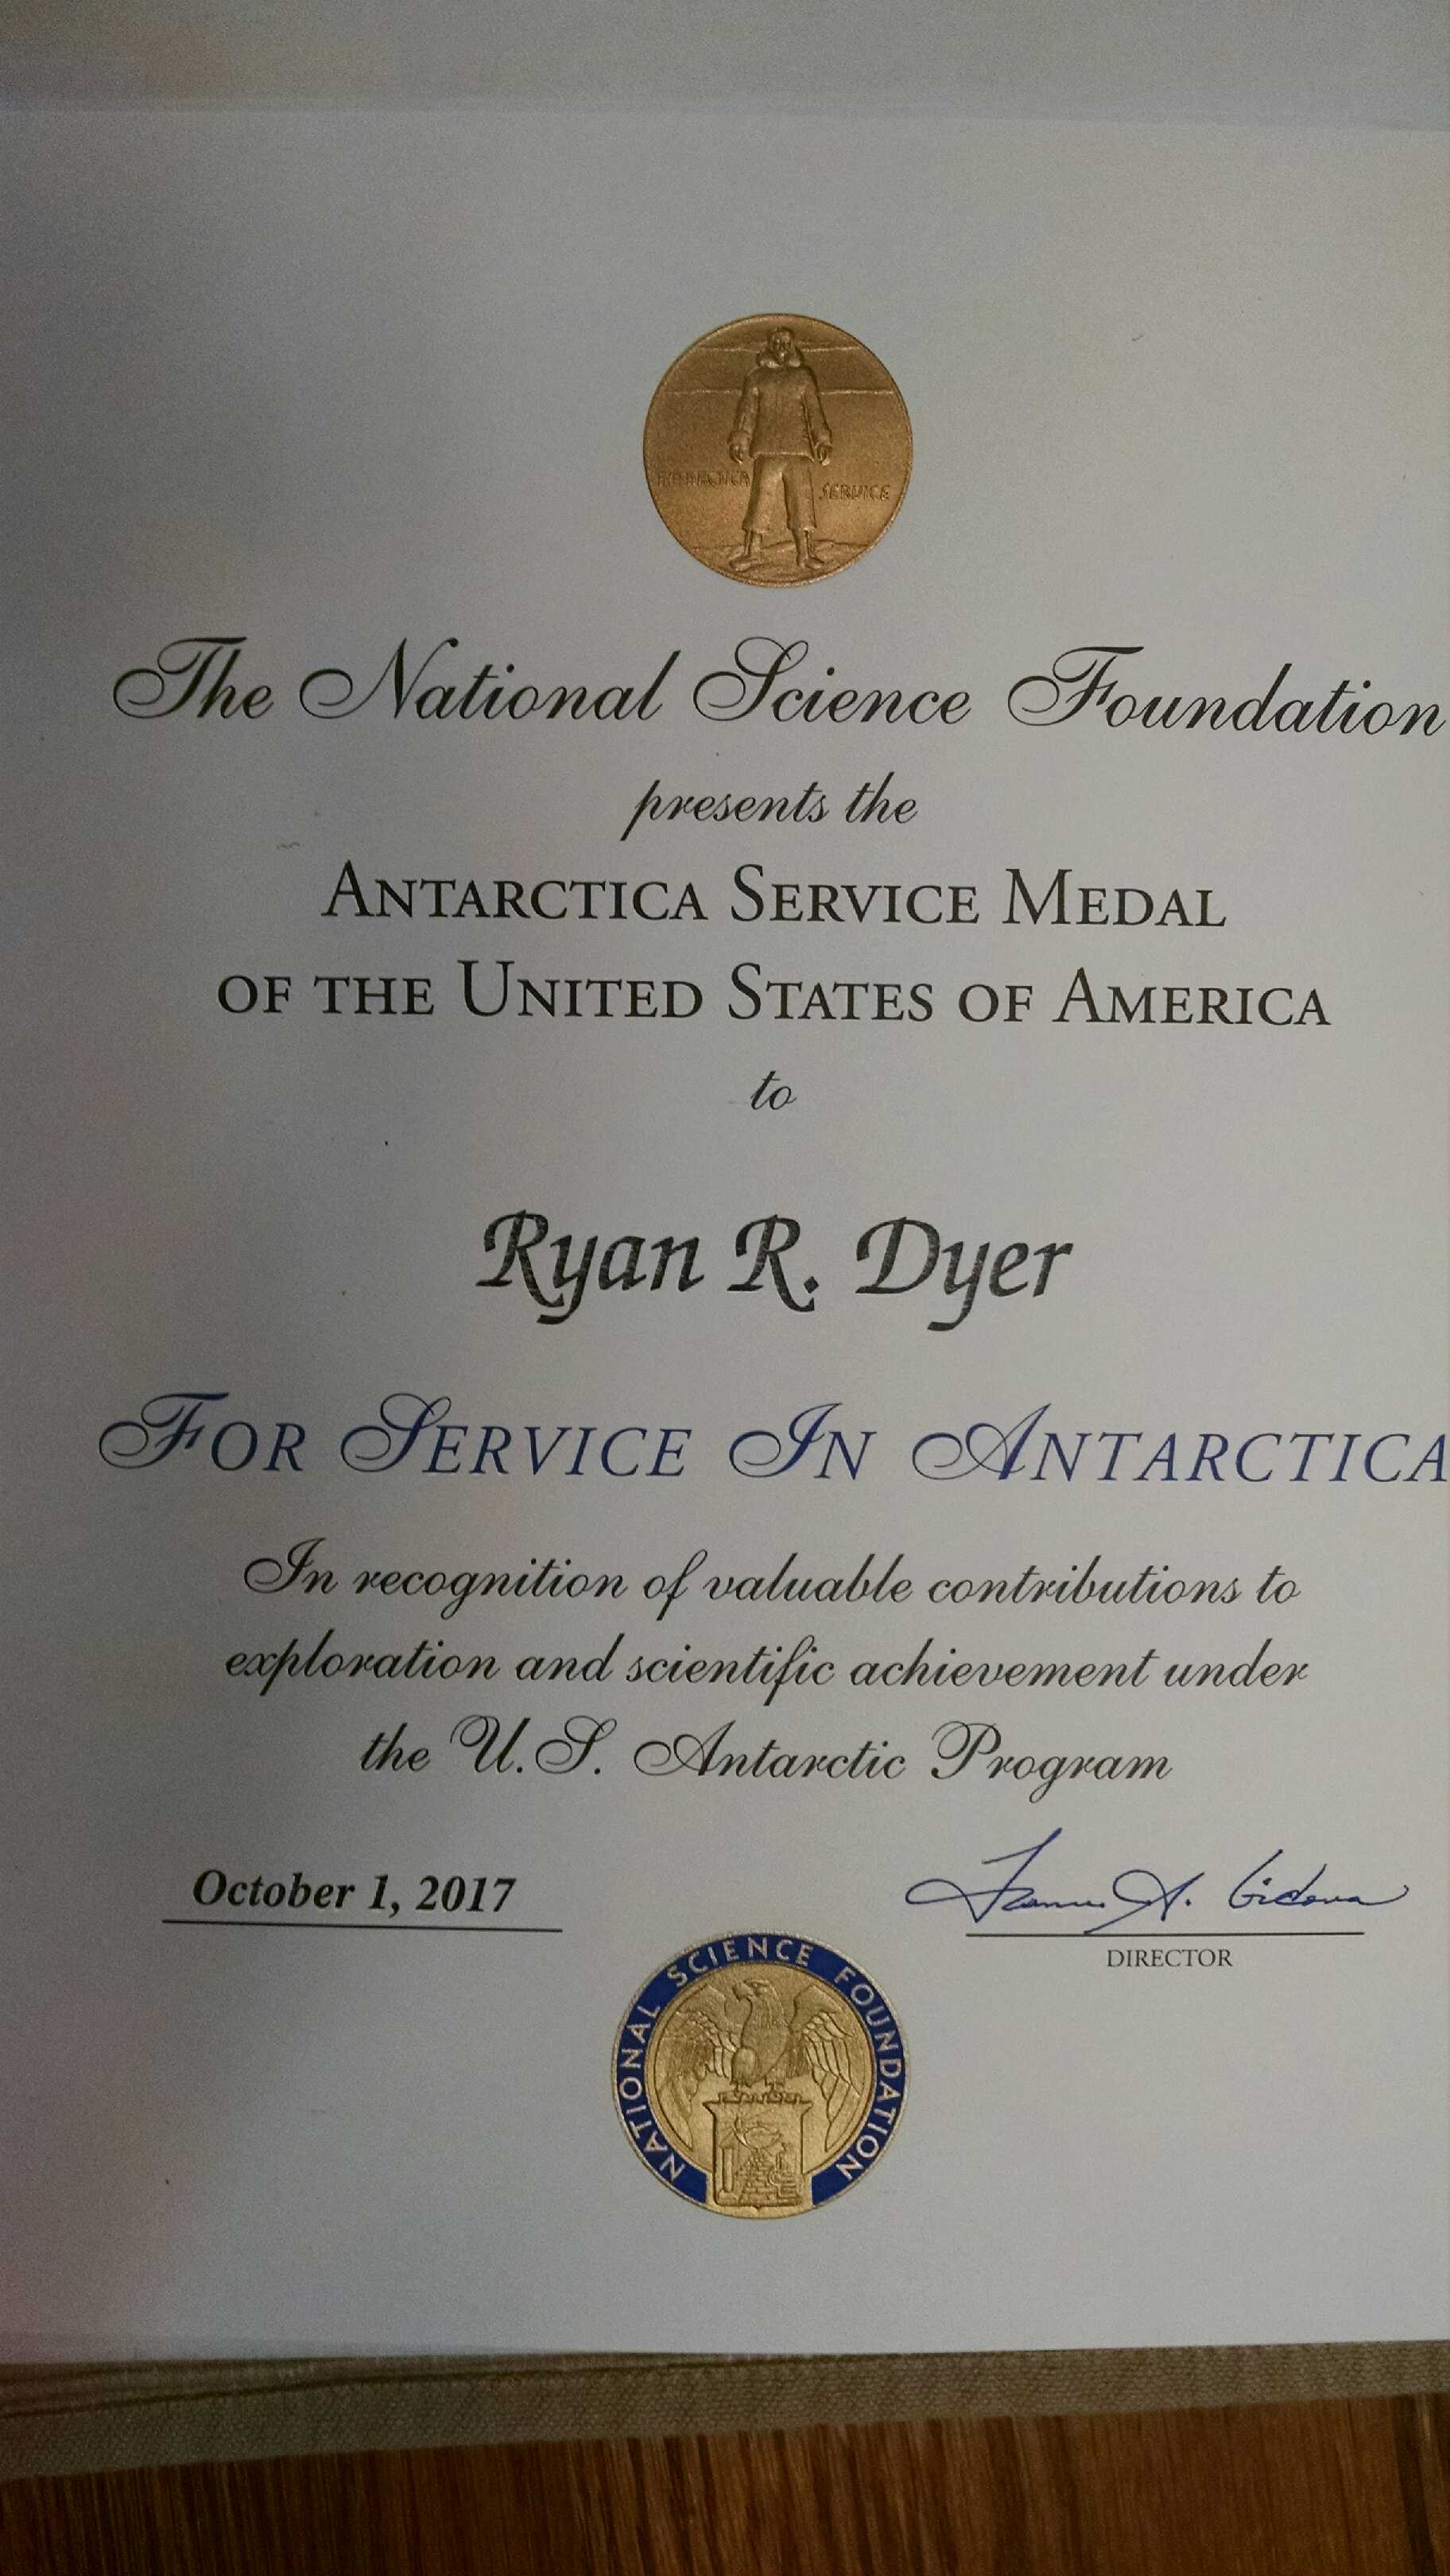 ANTARCTICA SERVICE
The National Science Foundation
presents the
ANTARCTICA SERVICE MEDAL
OF THE UNITED STATES OF AMERICA
to
Ryan R. Dyer
FOR SERVICE IN ANTARCTICA
In recognition of valuable contributions to
exploration and scientific achievement under
the U.S. Antarctic Program
October 1, 2017
DIRECTOR
NATIONAL SCIENCE FOUNDATION